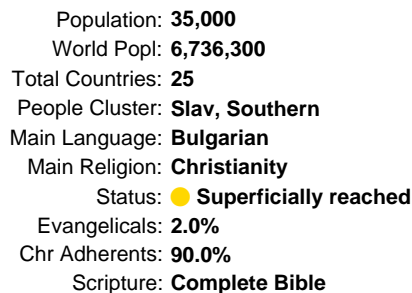 Population: 35,000
World Popl: 6,736,300
Total Countries: 25
People Cluster: Slav, Southern
Main Language: Bulgarian
Main Religion: Christianity
Status: Superficially reached
Evangelicals: 2.0%
Chr Adherents: 90.0%
Scripture: Complete Bible